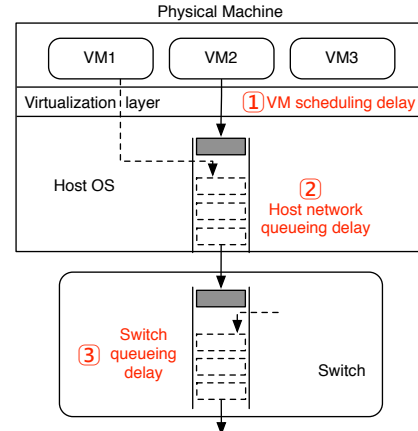 Physical Machine
VM1
VM2
VM3
Virtualization layer
1 VM scheduling delay
Host OS
2
Host network
queueing delay
3
Switch
queueing
delay
Switch